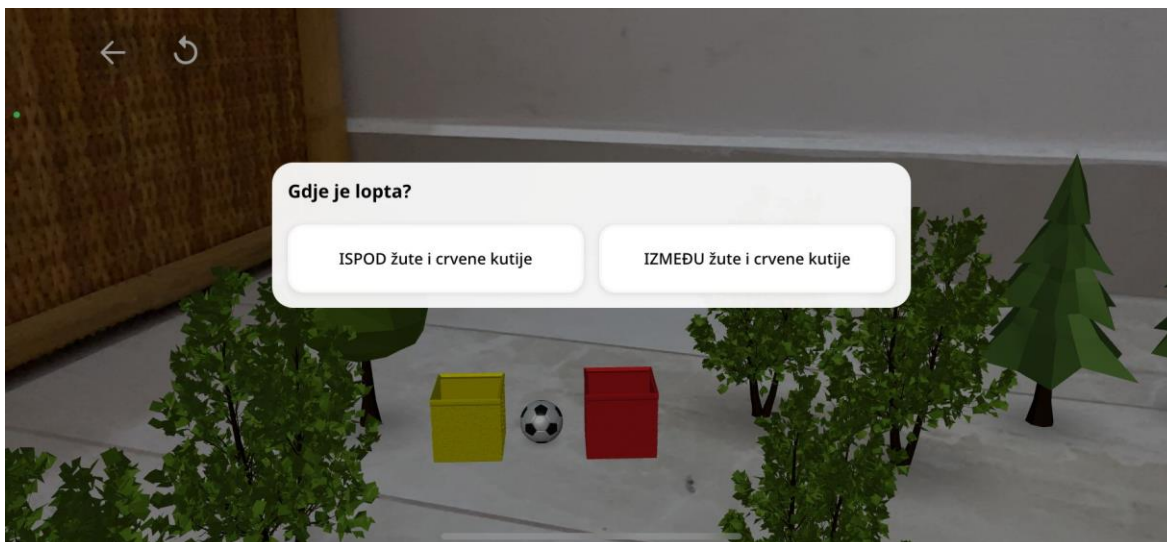 Gdje je lopta?
ISPOD žute i crvene kutije
IZMEĐU žute i crvene kutije